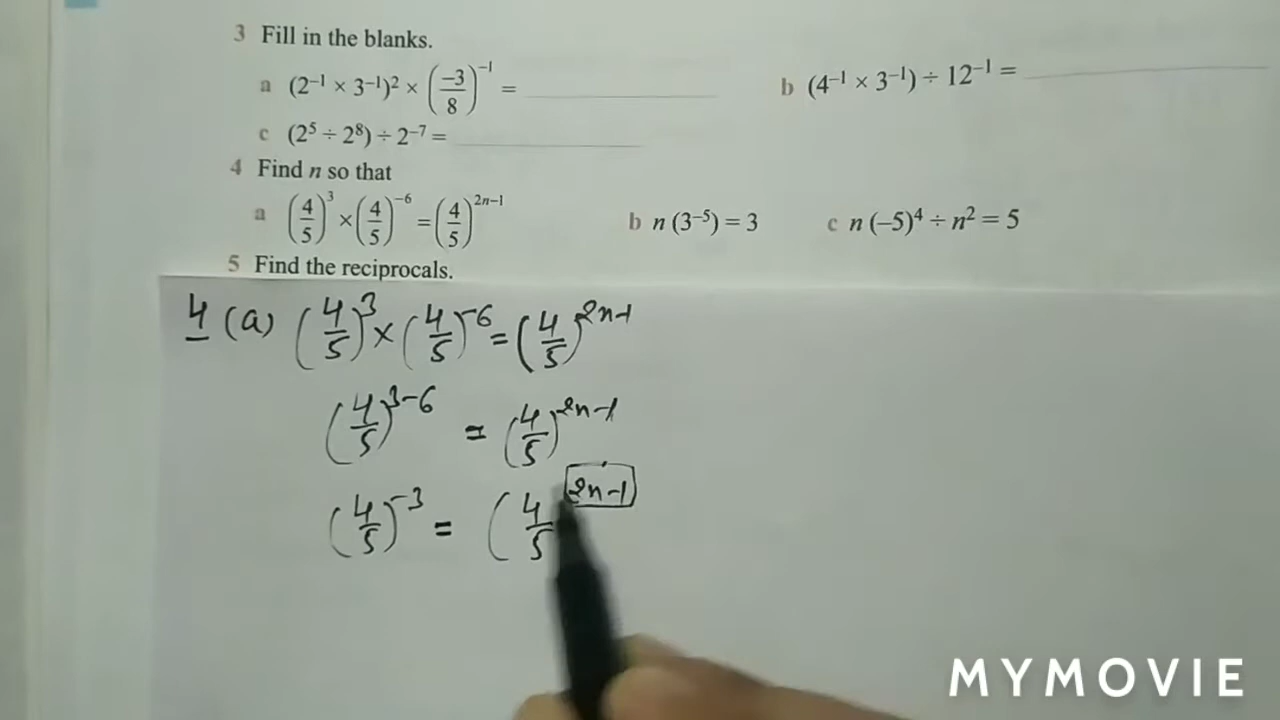 3 Fill in the blanks.
a (2⁻¹ × 3⁻¹)² × (−3/8)⁻¹ =
b (4⁻¹ × 3⁻¹) ÷ 12⁻¹ =
c (2⁵ ÷ 2⁸) ÷ 2⁻⁷ =
4 Find n so that
a (4/5)³ × (4/5)⁻⁶ = (4/5)²ⁿ⁻¹
b n (3⁻⁵) = 3
c n (−5)⁴ ÷ n² = 5
5 Find the reciprocals.
4 (a) (4/5)³ × (4/5)⁻⁶ = (4/5)²ⁿ⁻¹
(4/5)³⁻⁶ = (4/5)²ⁿ⁻¹
(4/5)⁻³ = (4/5 ²ⁿ⁻¹
MYMOVIE